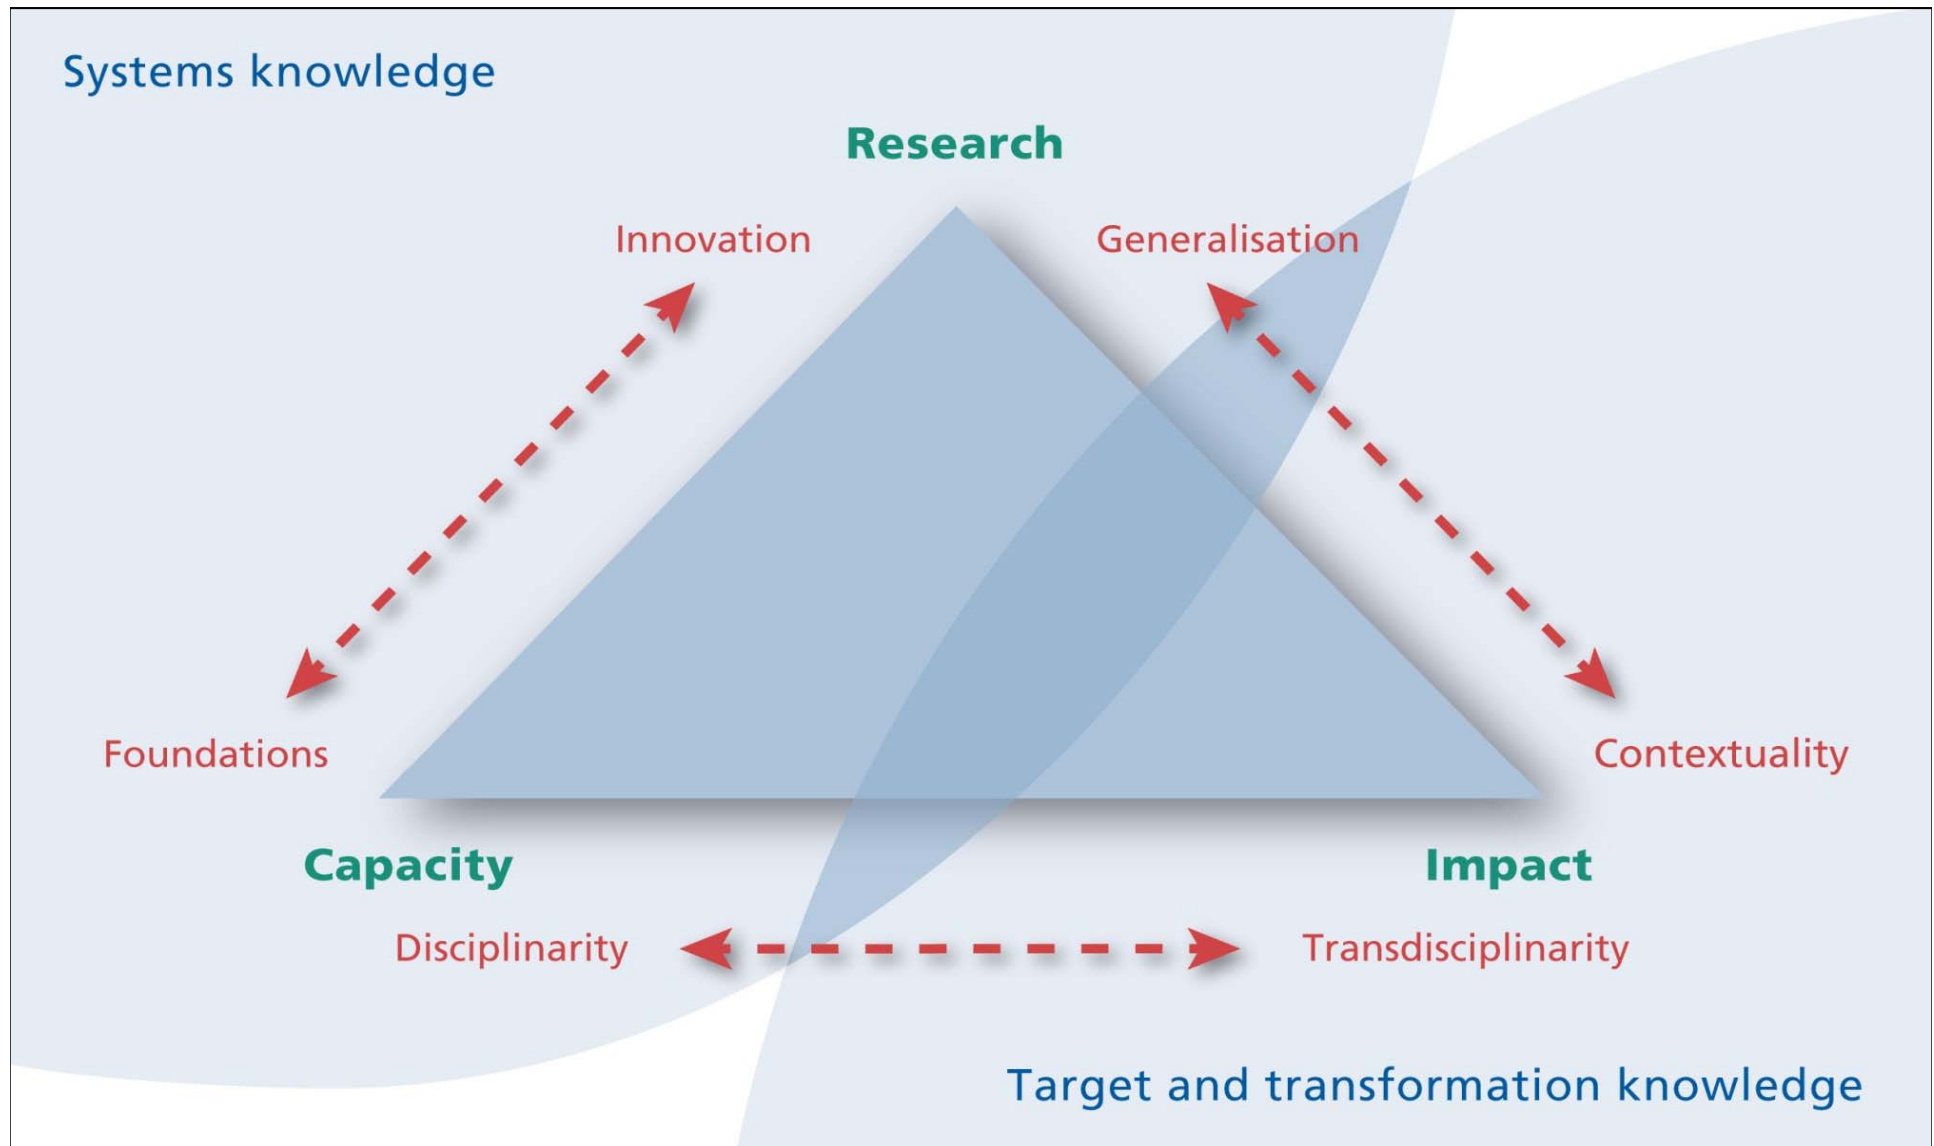 Systems knowledge
Research
Innovation
Generalisation
Foundations
Contextuality
Capacity
Impact
Disciplinarity
Transdisciplinarity
Target and transformation knowledge